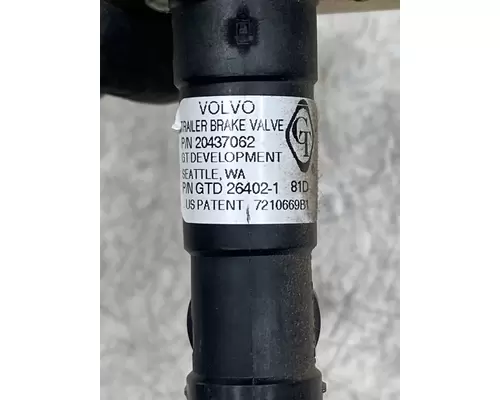 VOLVO
TRAILER BRAKE VALVE
P/N 20437062
GT DEVELOPMENT
SEATTLE, WA
P/N GTD 26402-1 81D
US PATENT 7210669B1
GT